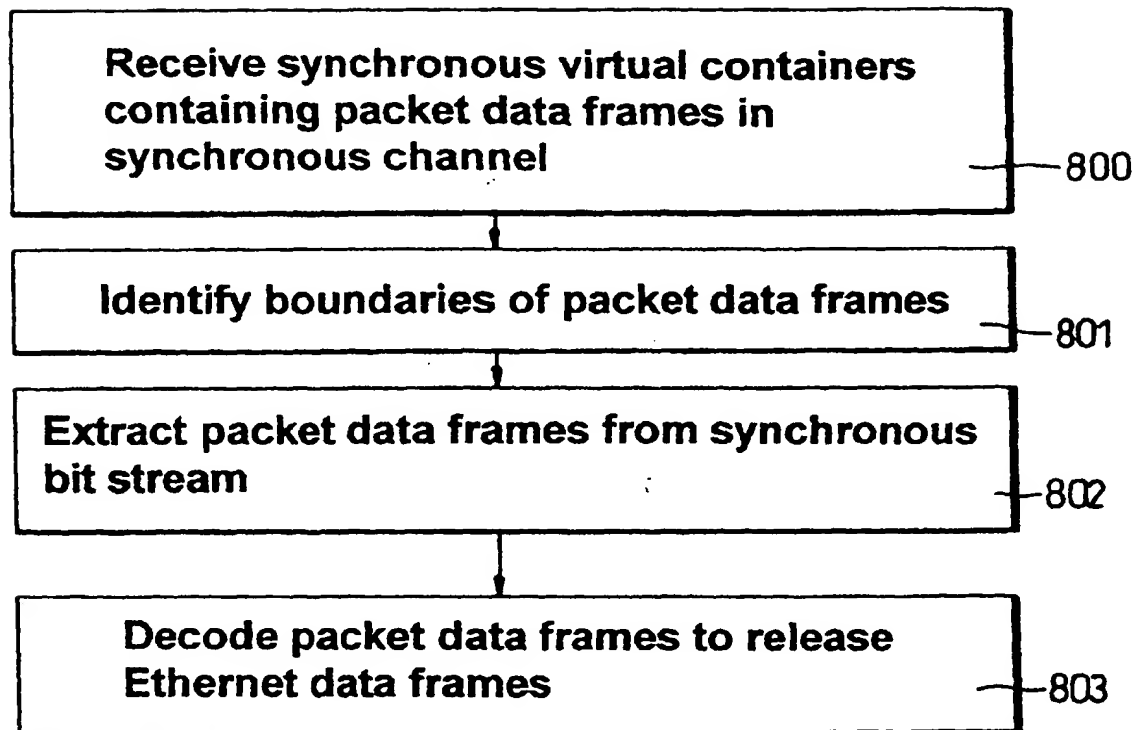 Receive synchronous virtual containers
containing packet data frames in
synchronous channel
800
Identify boundaries of packet data frames
801
Extract packet data frames from synchronous
bit stream
802
Decode packet data frames to release
Ethernet data frames
803